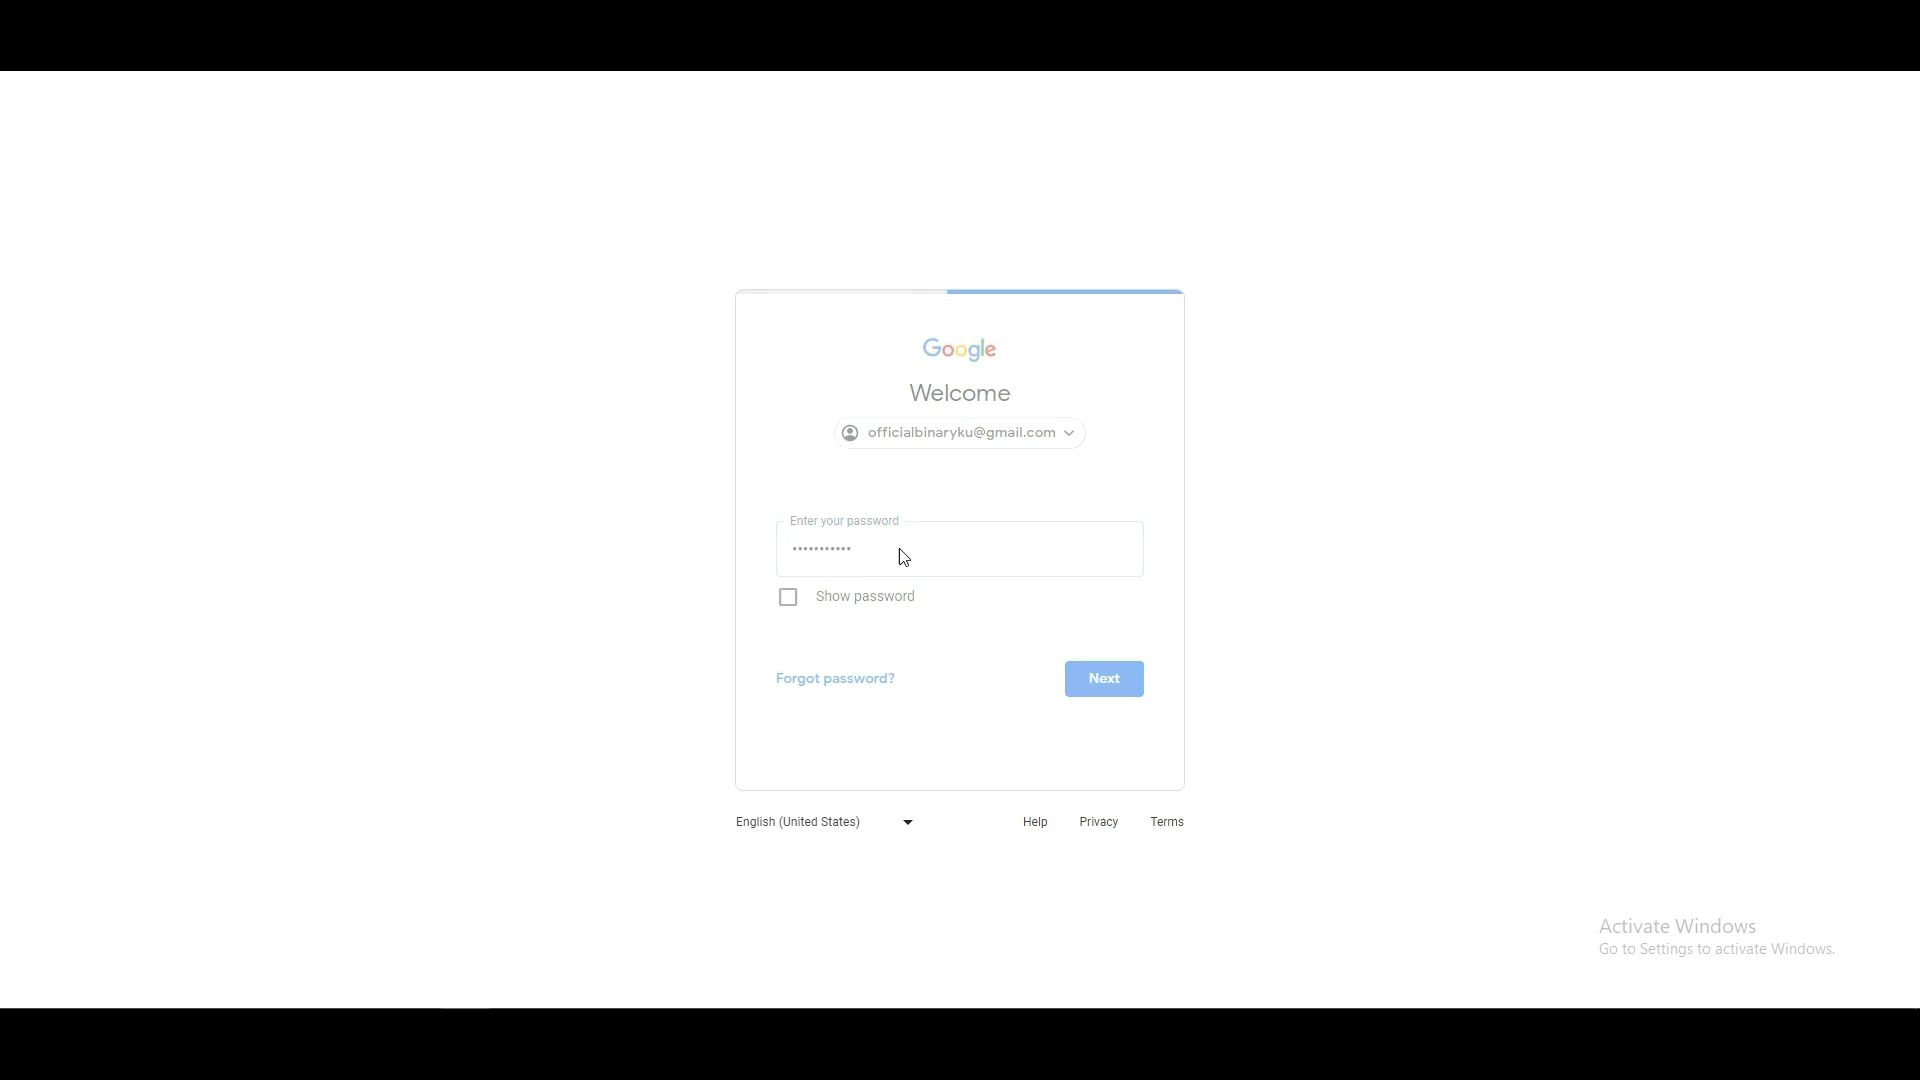 Google
Welcome
officialbinaryku@gmail.com
Enter your password
•••••••••••
Show password
Forgot password?
Next
English (United States)
Help
Privacy
Terms
Activate Windows
Go to Settings to activate Windows.